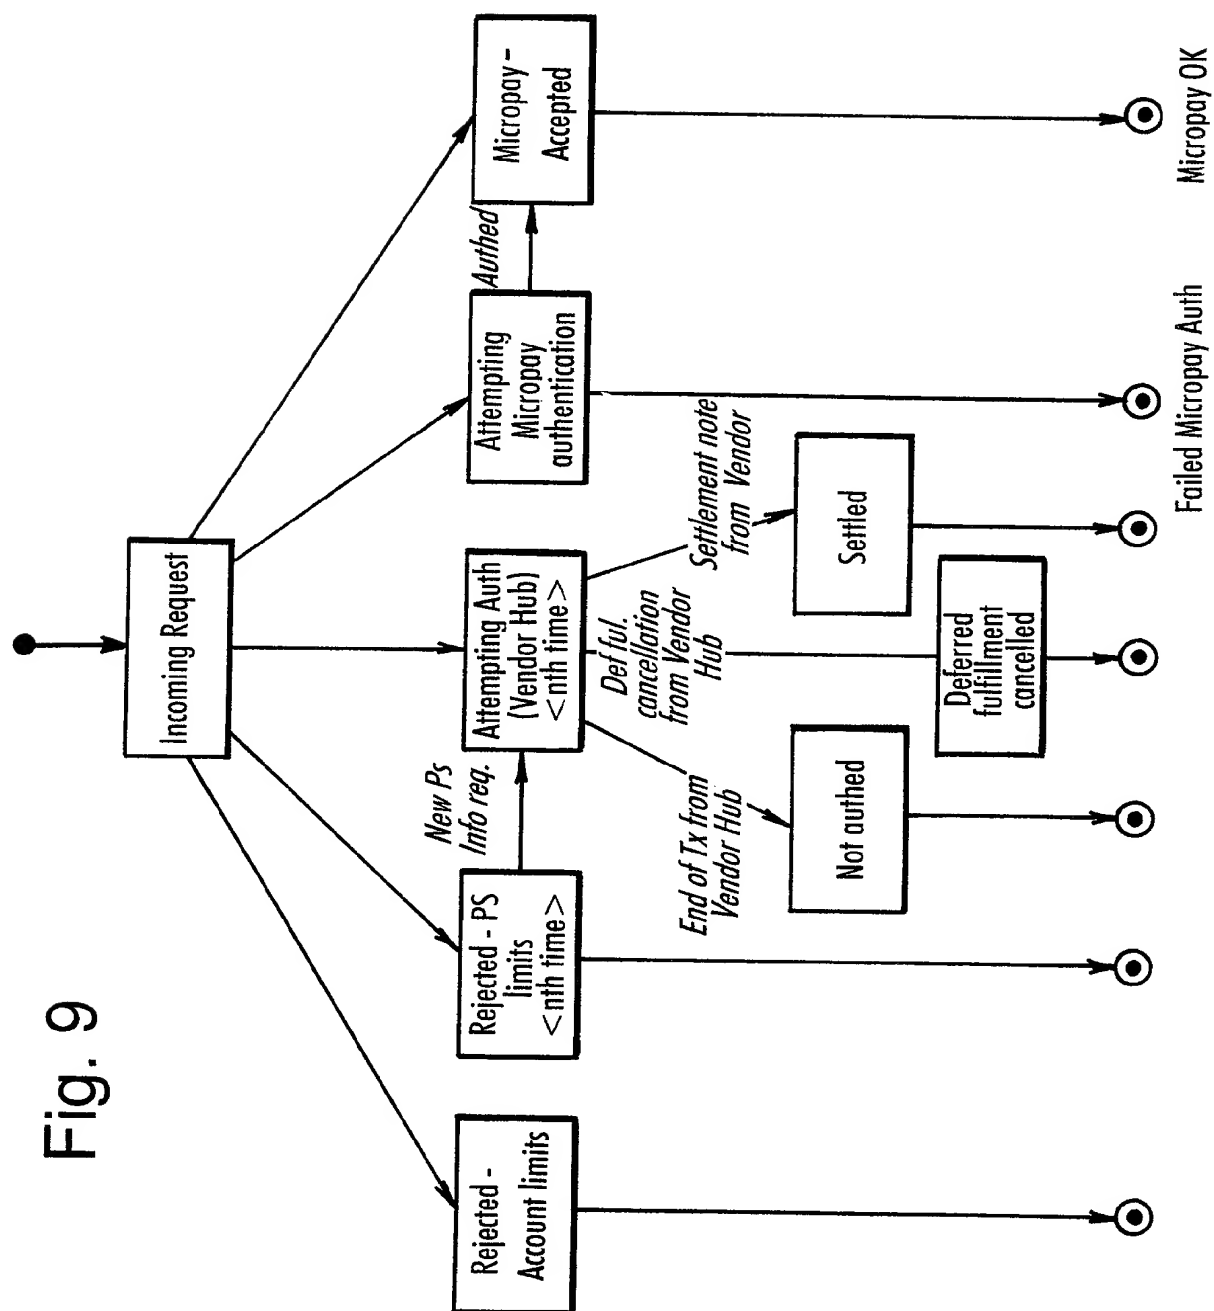 Fig. 9
Incoming Request
Rejected -
Account limits
Rejected - PS
limits
<nth time>
New Ps
Info req.
Attempting Auth
(Vendor Hub)
<nth time>
Attempting
Micropay
authentication
Authed
Micropay -
Accepted
End of Tx from
Vendor Hub
Def ful.
cancellation
from Vendor
Hub
Settlement note
from Vendor
Not authed
Deferred
fulfillment
cancelled
Settled
Failed Micropay Auth
Micropay OK